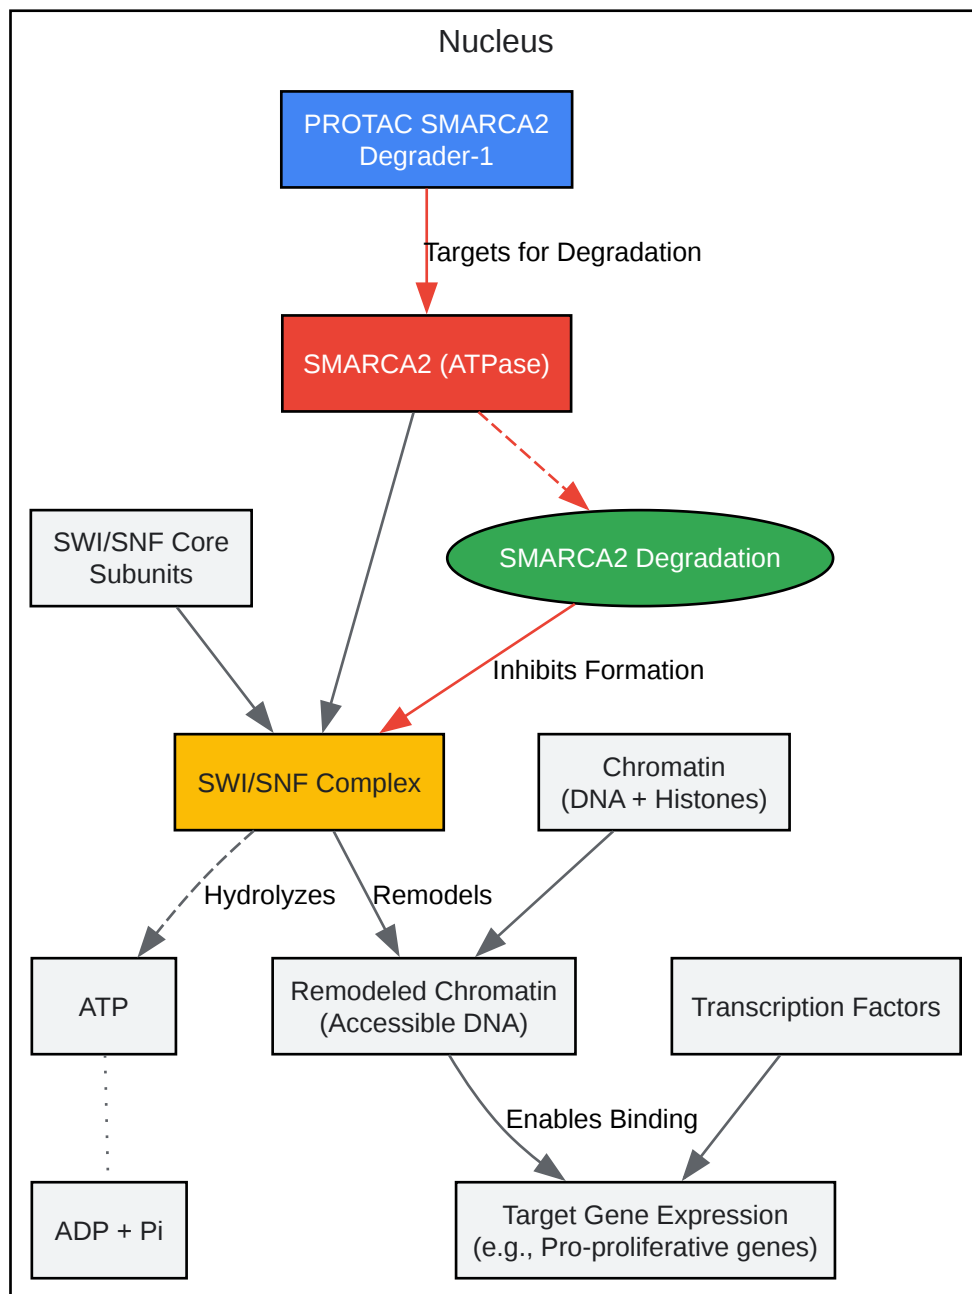 Nucleus
PROTAC SMARCA2
Degrader-1
Targets for Degradation
SMARCA2 (ATPase)
SWI/SNF Core
Subunits
SMARCA2 Degradation
Inhibits Formation
SWI/SNF Complex
Chromatin
(DNA + Histones)
Hydrolyzes
Remodels
ATP
Remodeled Chromatin
(Accessible DNA)
Transcription Factors
Enables Binding
ADP + Pi
Target Gene Expression
(e.g., Pro-proliferative genes)